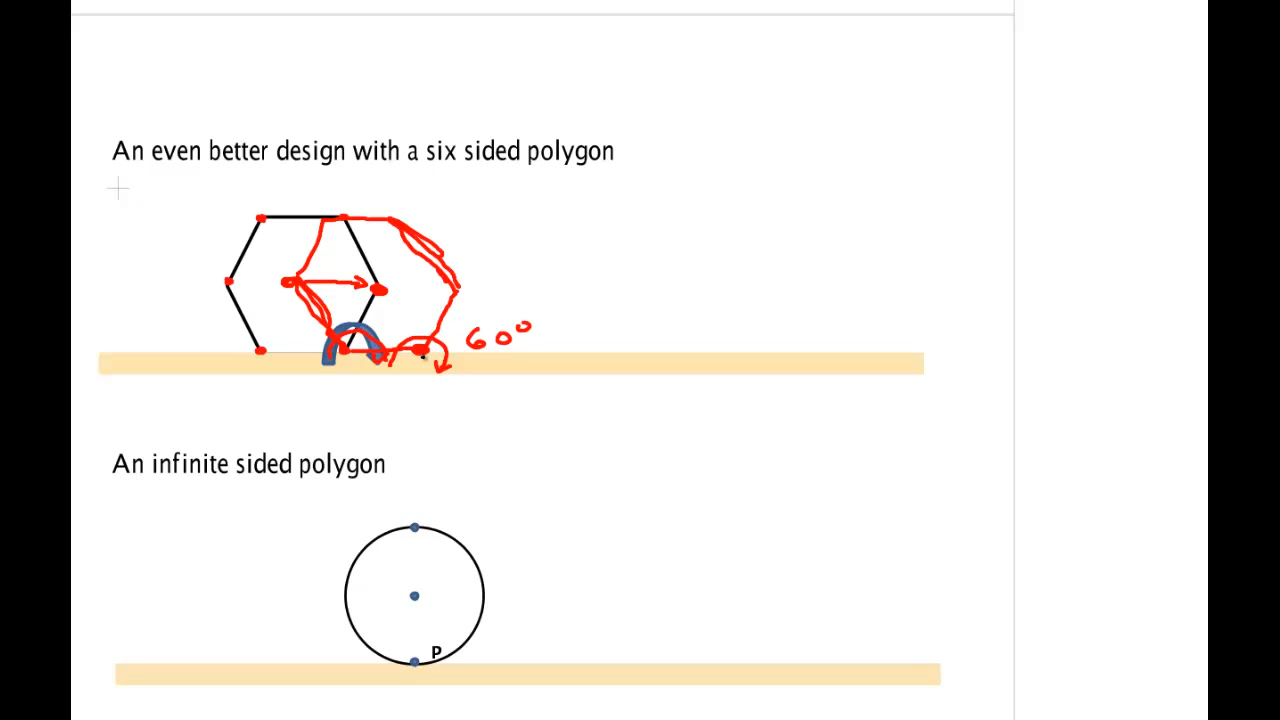 An even better design with a six sided polygon
60°
An infinite sided polygon
P